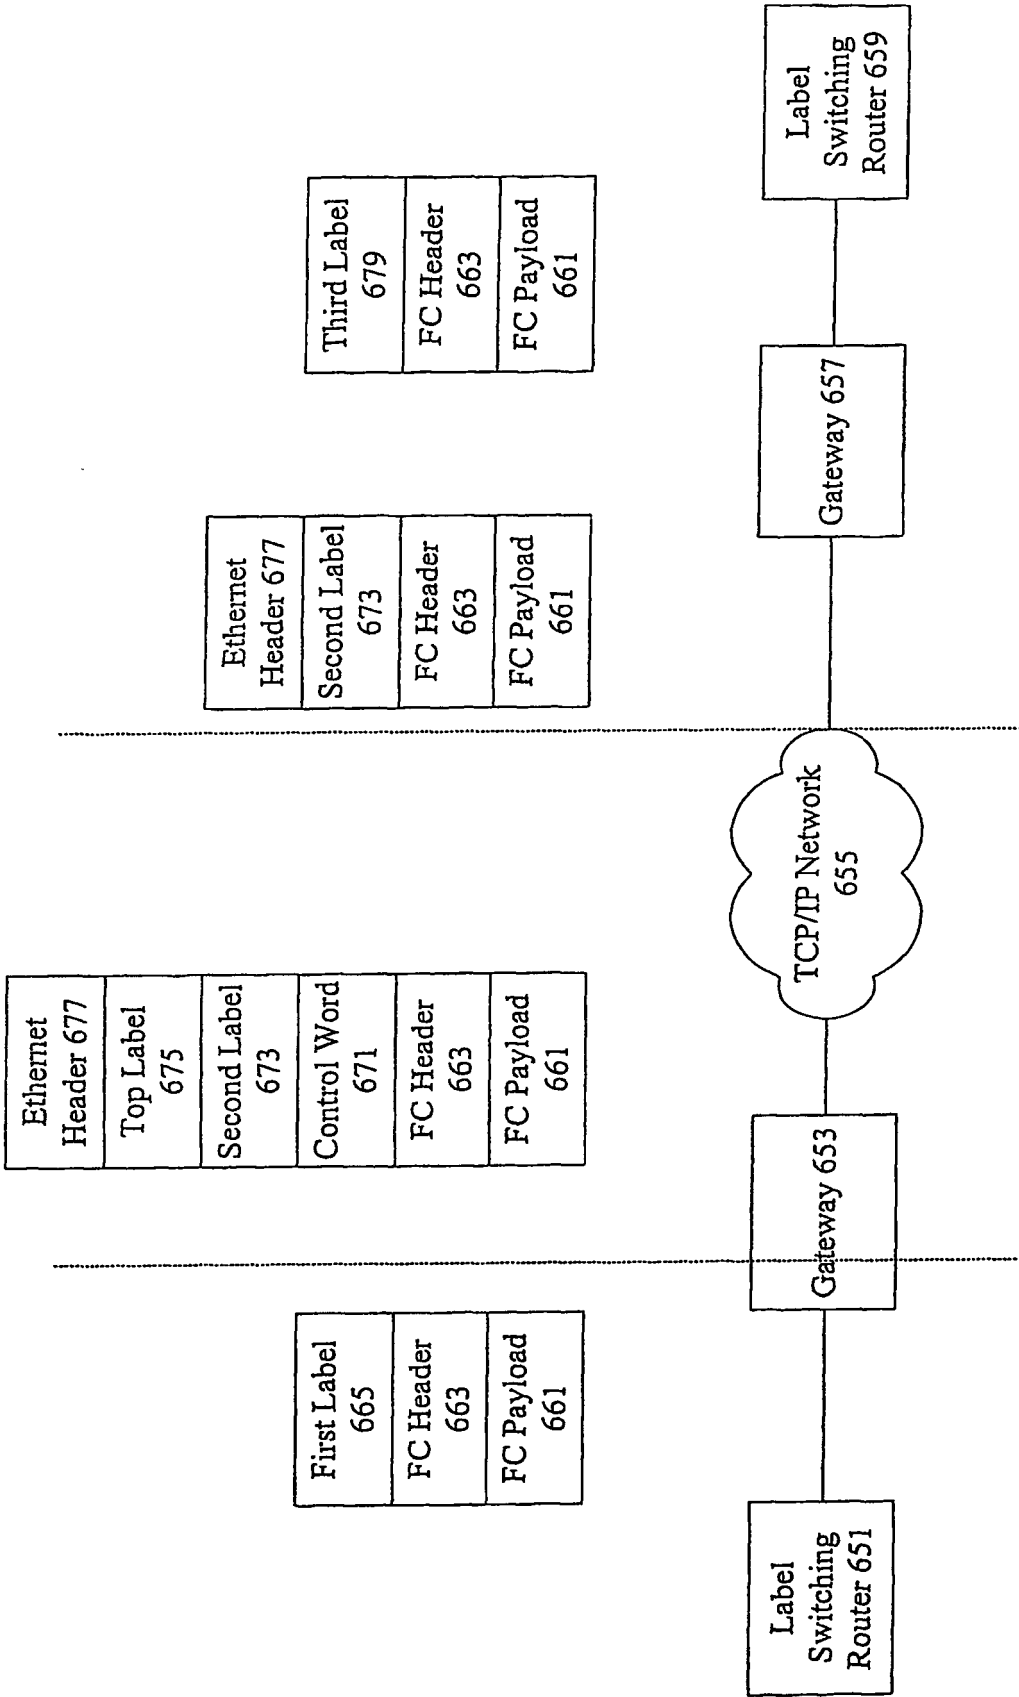 First Label
665
FC Header
663
FC Payload
661
Ethernet
Header 677
Top Label
675
Second Label
673
Control Word
671
FC Header
663
FC Payload
661
Ethernet
Header 677
Second Label
673
FC Header
663
FC Payload
661
Third Label
679
FC Header
663
FC Payload
661
Label
Switching
Router 651
Gateway 653
TCP/IP Network
655
Gateway 657
Label
Switching
Router 659